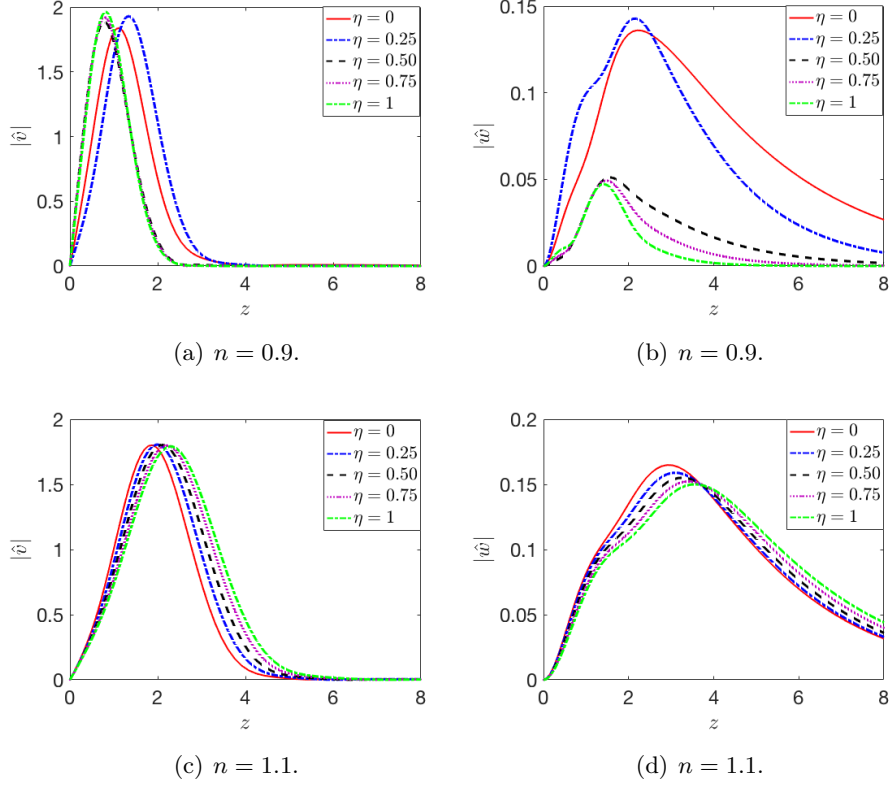 2
1.5
1
0.5
0
|v̂|
0 2 4 6 8
z
η = 0
η = 0.25
η = 0.50
η = 0.75
η = 1
(a) n = 0.9.
0.15
0.1
0.05
0
|ŵ|
0 2 4 6 8
z
η = 0
η = 0.25
η = 0.50
η = 0.75
η = 1
(b) n = 0.9.
2
1.5
1
0.5
0
|v̂|
0 2 4 6 8
z
η = 0
η = 0.25
η = 0.50
η = 0.75
η = 1
(c) n = 1.1.
0.2
0.15
0.1
0.05
0
|ŵ|
0 2 4 6 8
z
η = 0
η = 0.25
η = 0.50
η = 0.75
η = 1
(d) n = 1.1.